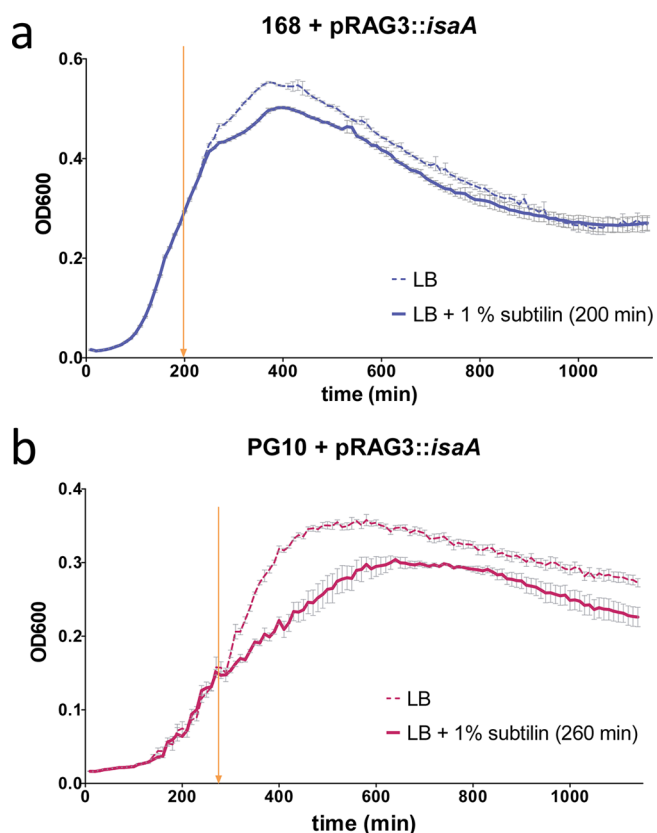 a
168 + pRAG3::isaA
OD600
0.6
0.4
0.2
0.0
0 200 400 600 800 1000
time (min)
LB
LB + 1 % subtilin (200 min)
b
PG10 + pRAG3::isaA
OD600
0.4
0.3
0.2
0.1
0.0
0 200 400 600 800 1000
time (min)
LB
LB + 1% subtilin (260 min)